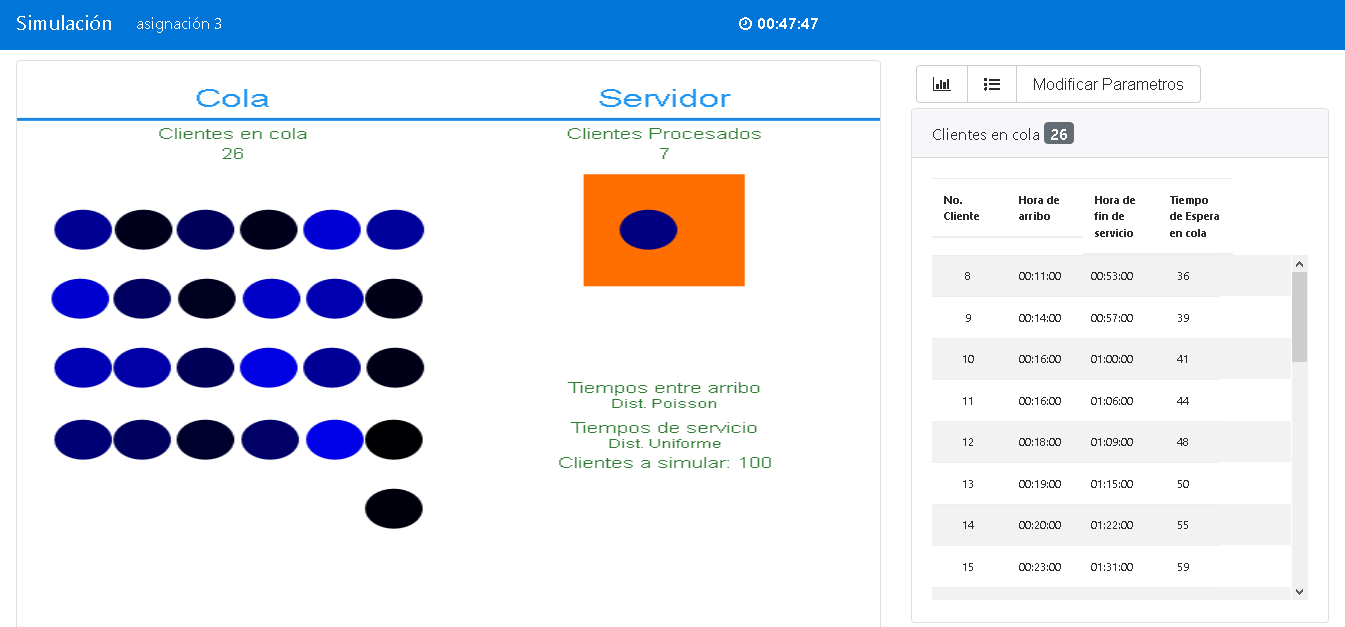 Simulación asignación 3 00:47:47
Cola
Clientes en cola
26
Servidor
Clientes Procesados
7
Tiempos entre arribo
Dist. Poisson
Tiempos de servicio
Dist. Uniforme
Clientes a simular: 100
Modificar Parametros
Clientes en cola 26
No. Cliente Hora de arribo Hora de fin de servicio Tiempo de Espera en cola
8 00:11:00 00:53:00 36
9 00:14:00 00:57:00 39
10 00:16:00 01:00:00 41
11 00:16:00 01:06:00 44
12 00:18:00 01:09:00 48
13 00:19:00 01:15:00 50
14 00:20:00 01:22:00 55
15 00:23:00 01:31:00 59